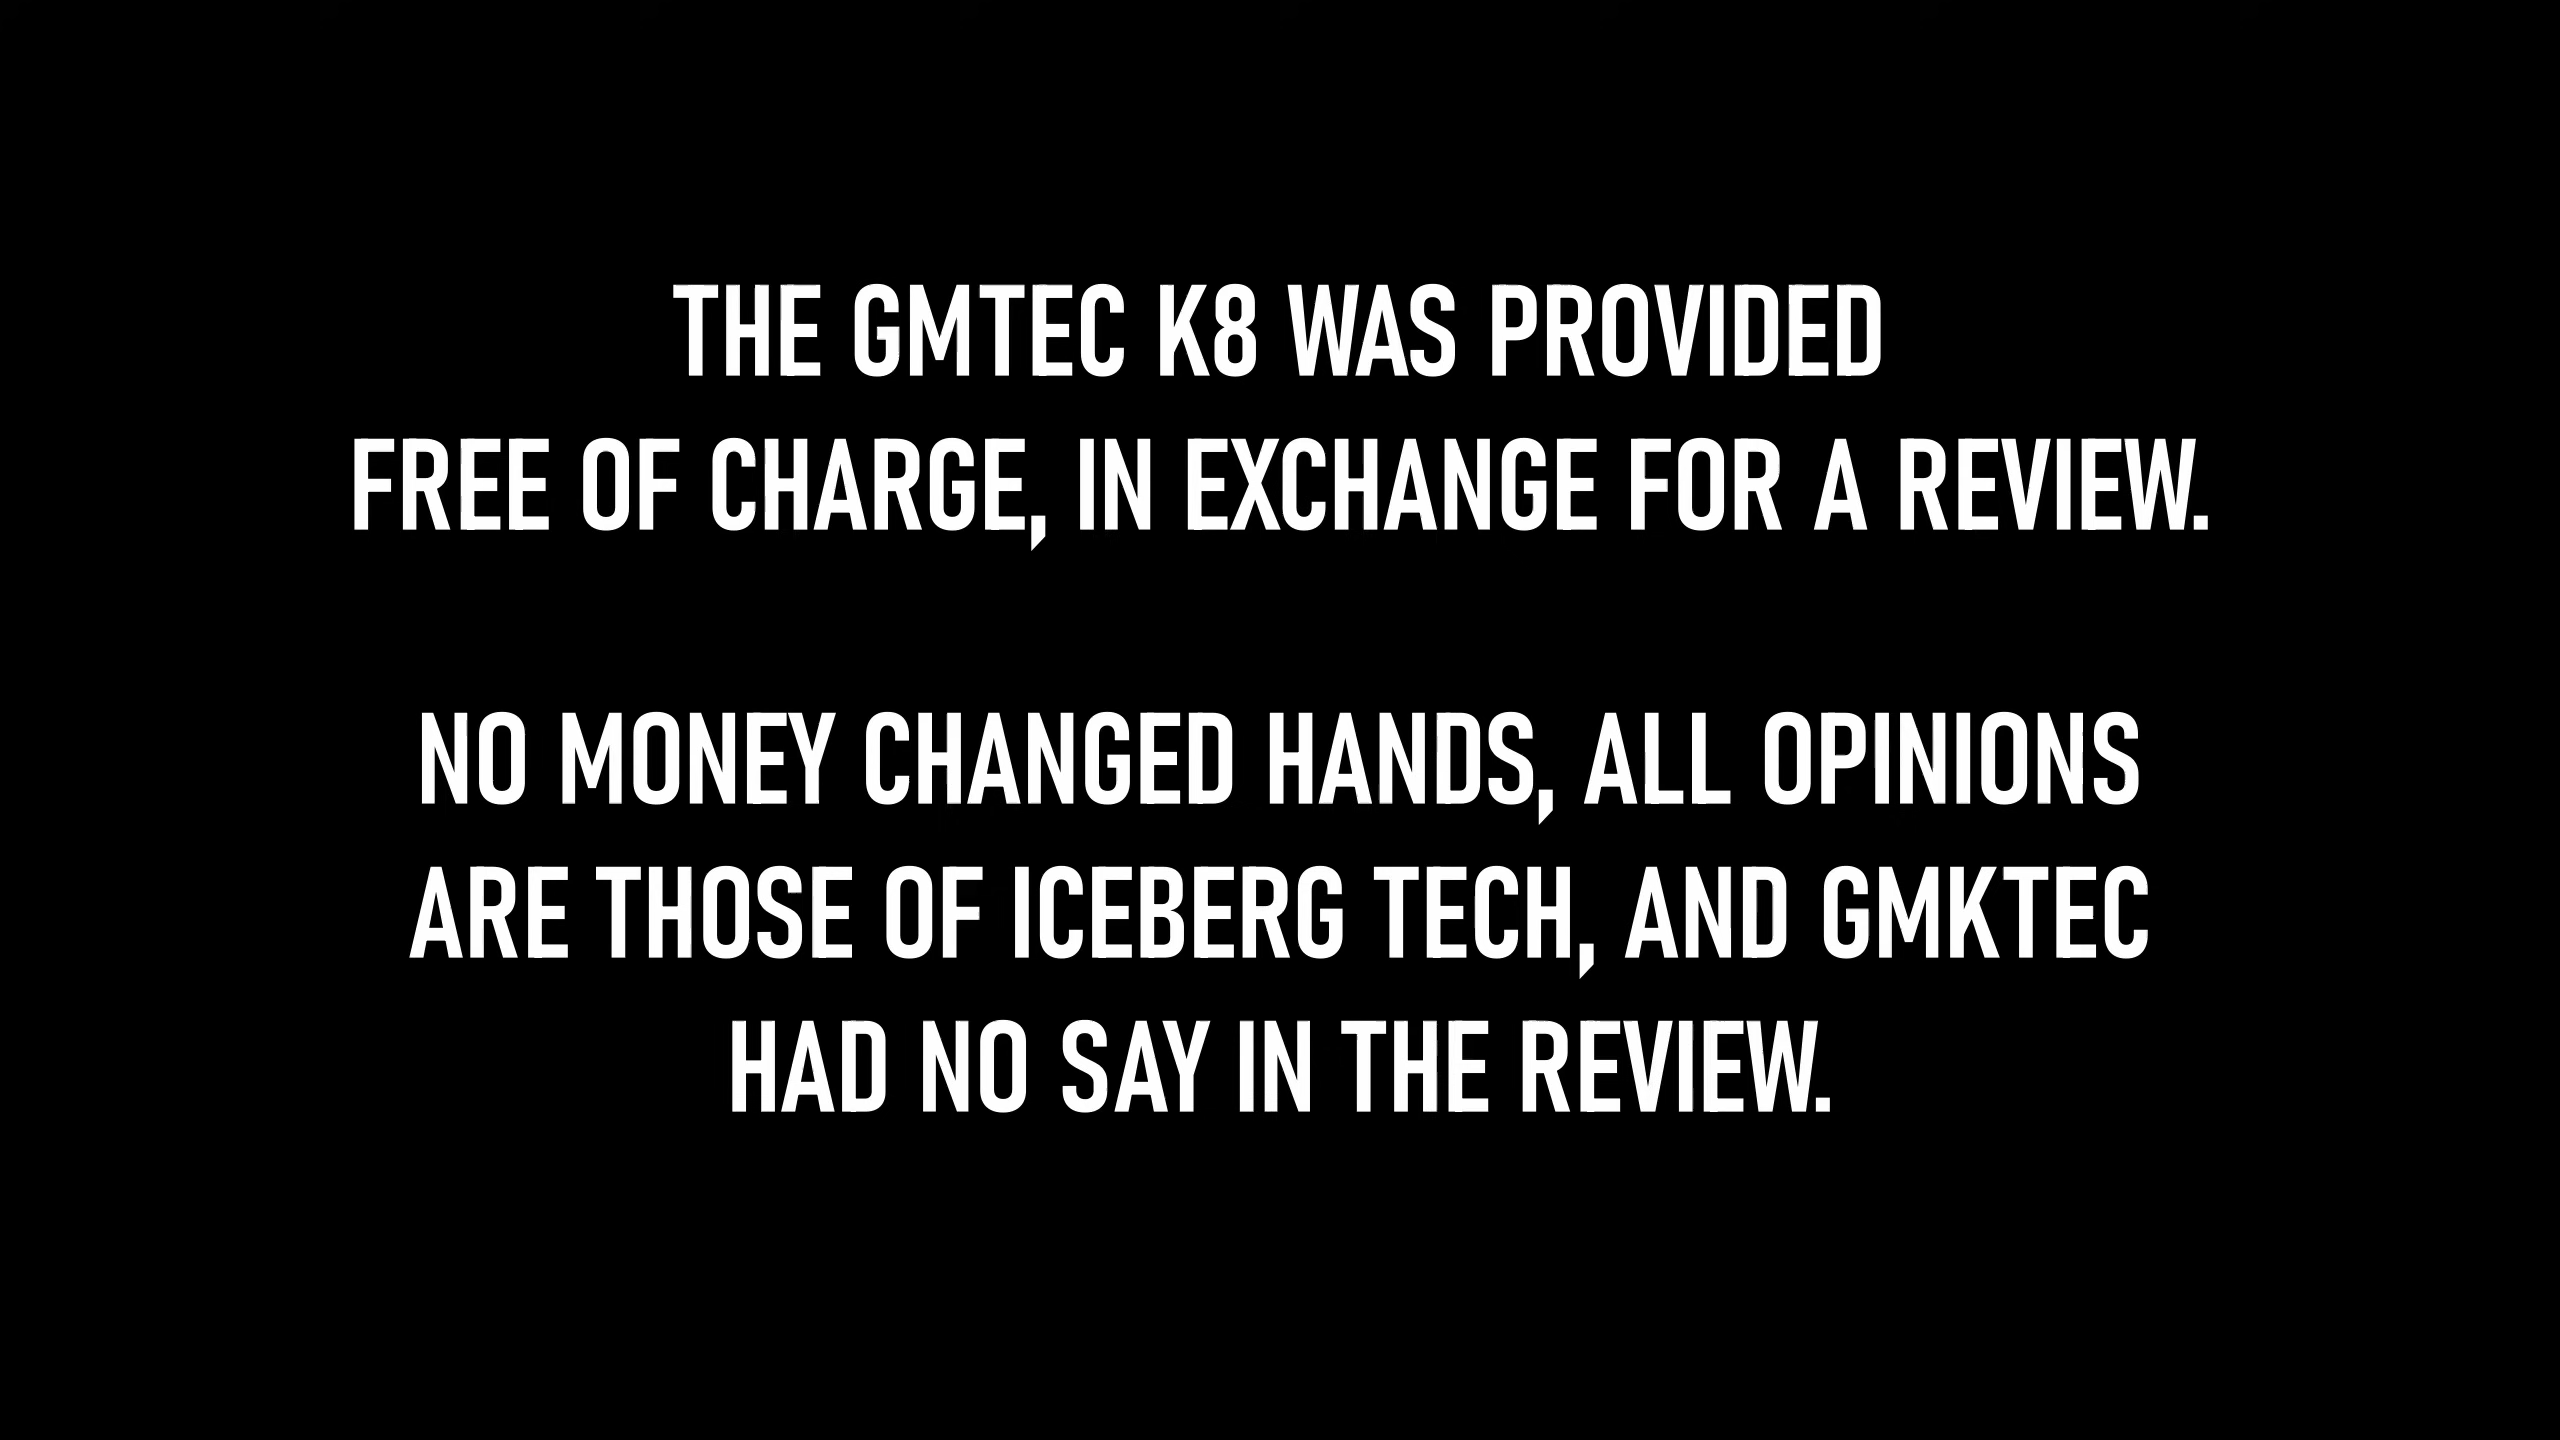 THE GMTEC K8 WAS PROVIDED
FREE OF CHARGE, IN EXCHANGE FOR A REVIEW.
NO MONEY CHANGED HANDS, ALL OPINIONS
ARE THOSE OF ICEBERG TECH, AND GMKTEC
HAD NO SAY IN THE REVIEW.